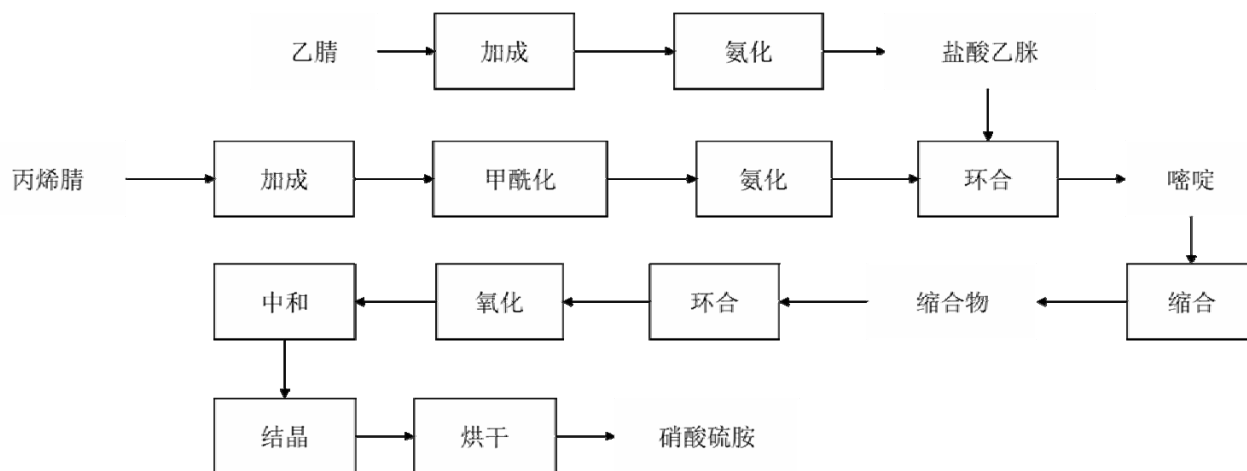 乙腈 加成 氨化 盐酸乙脒
丙烯腈 加成 甲酰化 氨化 环合 嘧啶
中和 氧化 环合 缩合物 缩合
结晶 烘干 硝酸硫胺